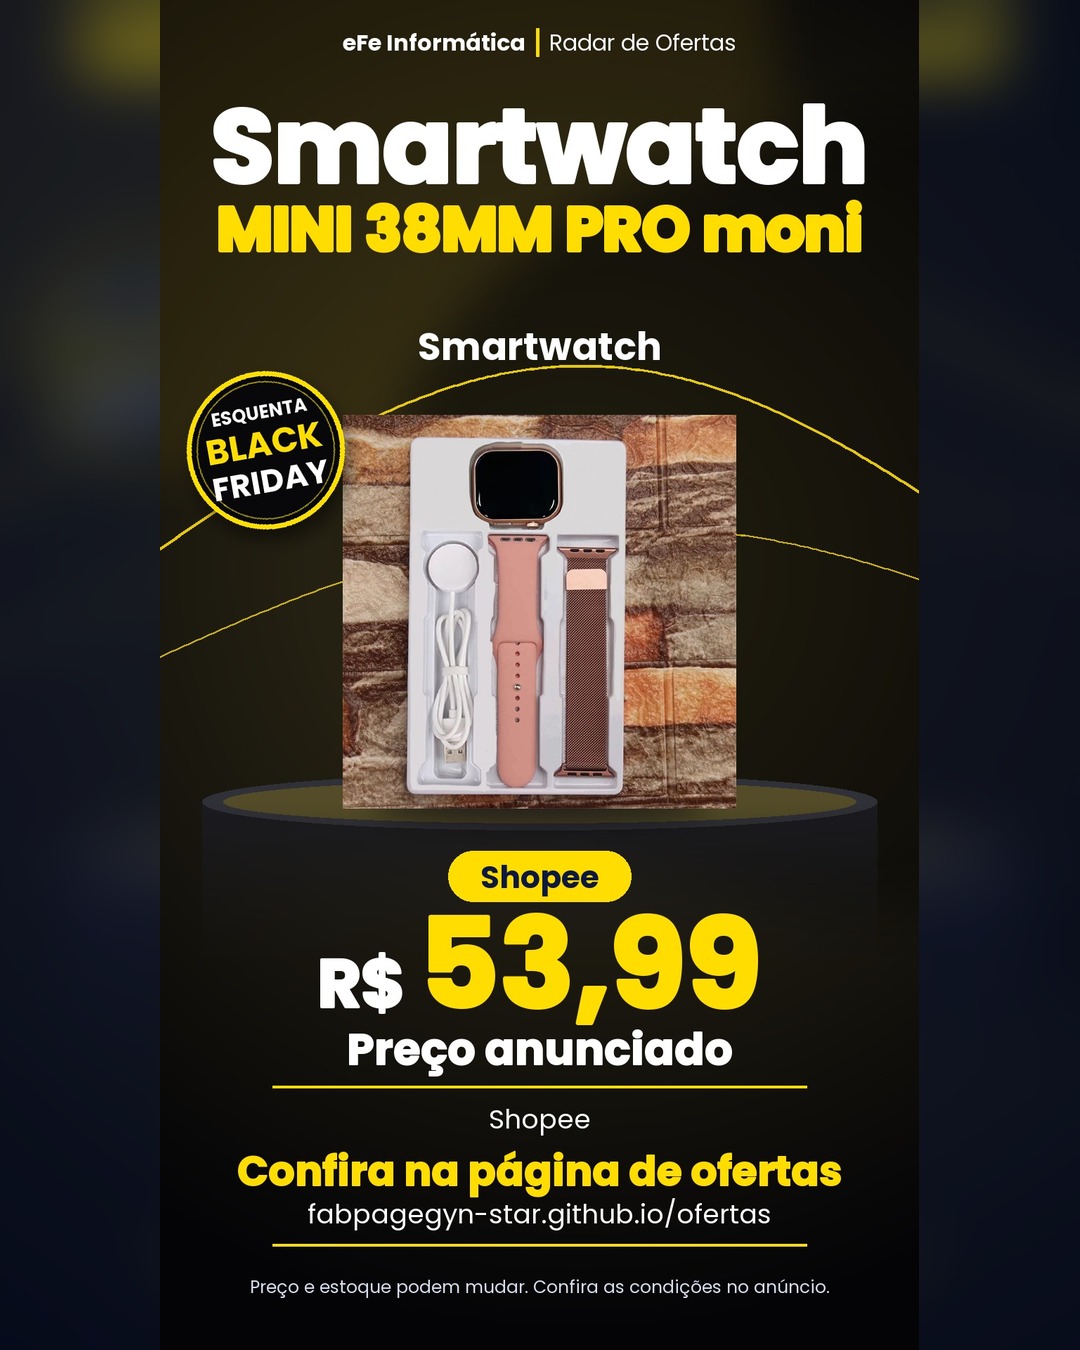 eFe Informática | Radar de Ofertas
Smartwatch
MINI 38MM PRO moni
Smartwatch
ESQUENTA
BLACK
FRIDAY
Shopee
R$ 53,99
Preço anunciado
Shopee
Confira na página de ofertas
fabpagegyn-star.github.io/ofertas
Preço e estoque podem mudar. Confira as condições no anúncio.